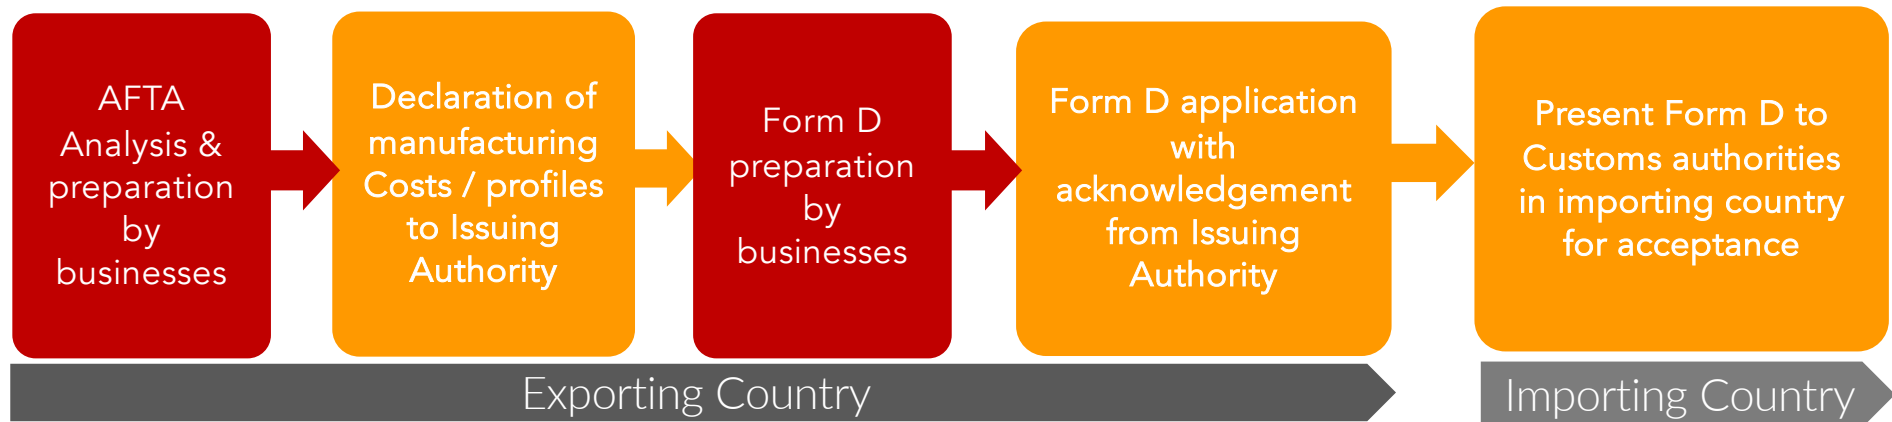 AFTA
Analysis &
preparation
by
businesses
Declaration of
manufacturing
Costs / profiles
to Issuing
Authority
Form D
preparation
by
businesses
Form D application
with
acknowledgement
from Issuing
Authority
Present Form D to
Customs authorities
in importing country
for acceptance
Exporting Country
Importing Country